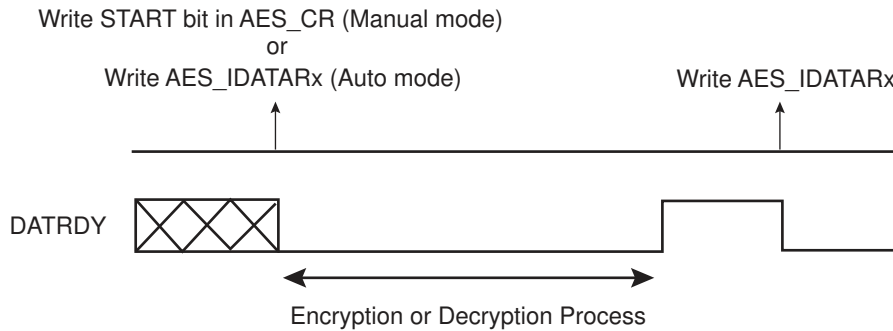 Write START bit in AES_CR (Manual mode)
or
Write AES_IDATARx (Auto mode)
Write AES_IDATARx
DATRDY
Encryption or Decryption Process